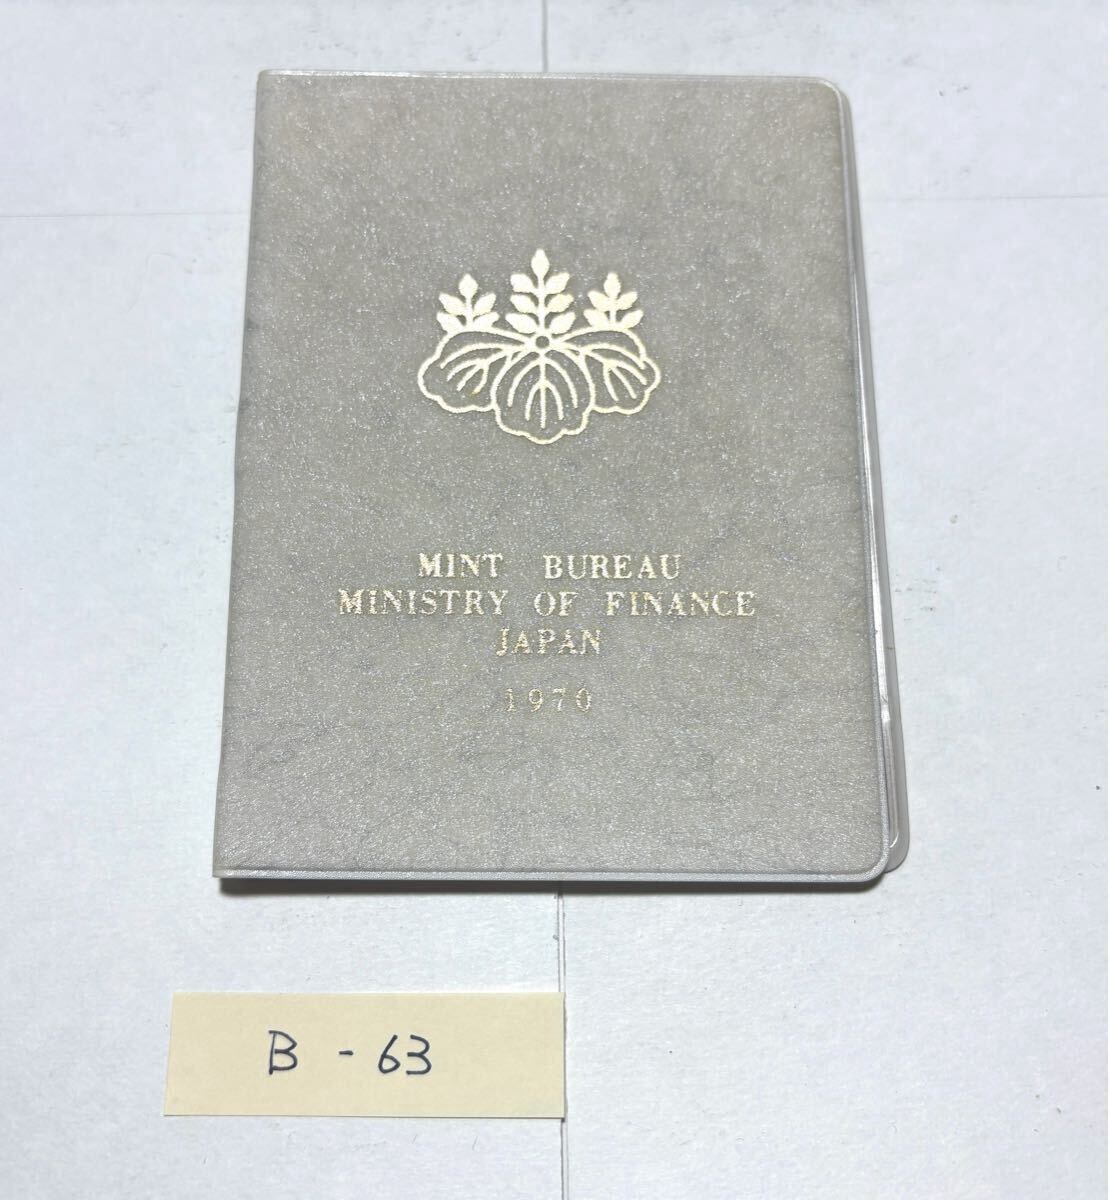 MINT BUREAU
MINISTRY OF FINANCE
JAPAN
1970
B - 63